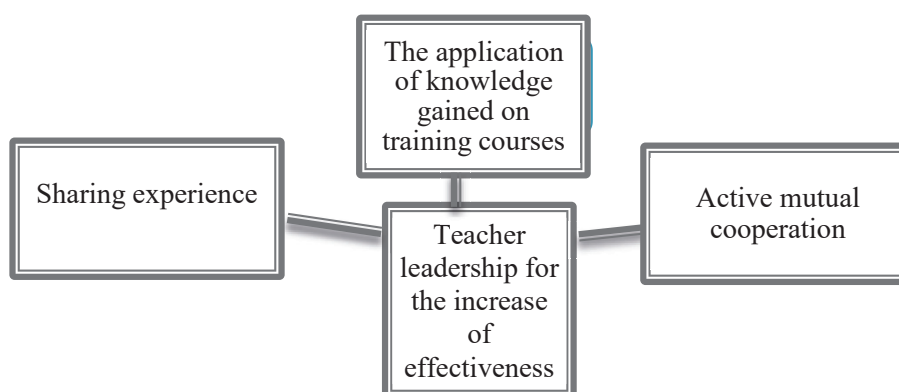 The application
of knowledge
gained on
training courses
Sharing experience
Active mutual
cooperation
Teacher
leadership for
the increase
of
effectiveness